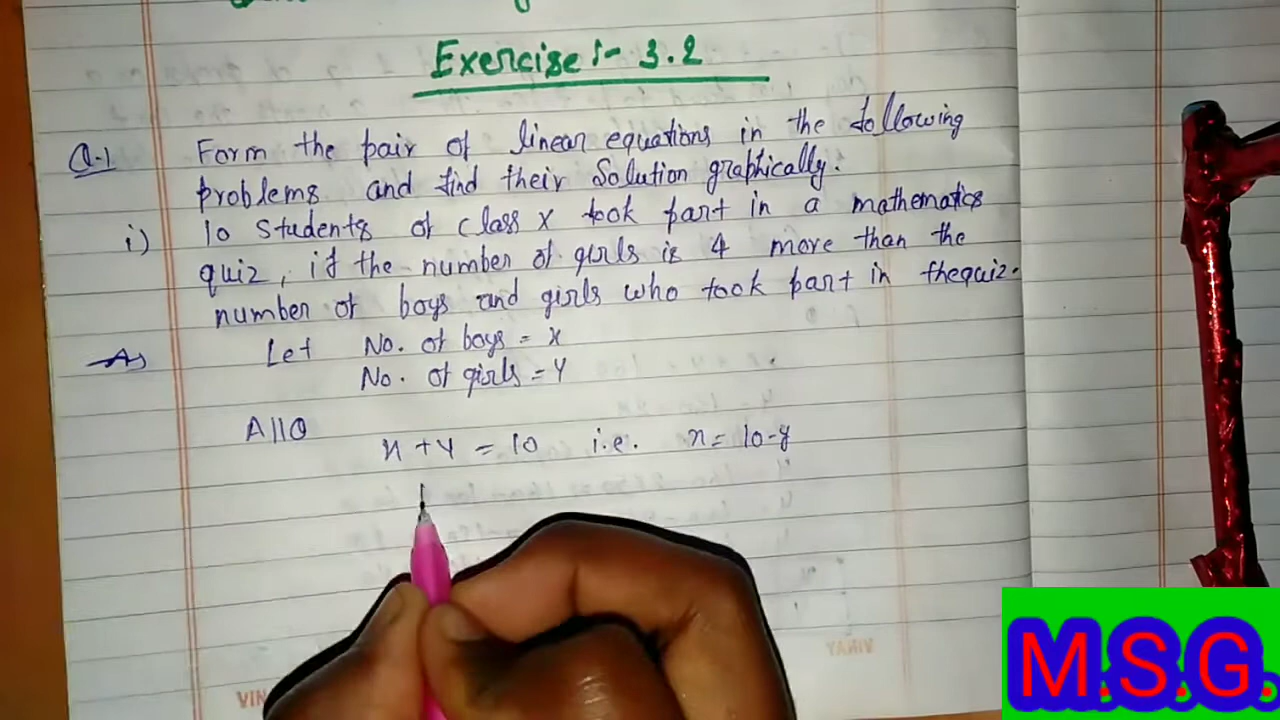 Exercise :- 3.2
Q-1 Form the pair of linear equations in the following
problems and find their Solution graphically.
i) 10 Students of class X took part in a mathematics
quiz, if the number of girls is 4 more than the
number of boys and girls who took part in the quiz.
Let No. of boys = x
No. of girls = y
x + y = 10 i.e. x = 10-y
M.S.G.